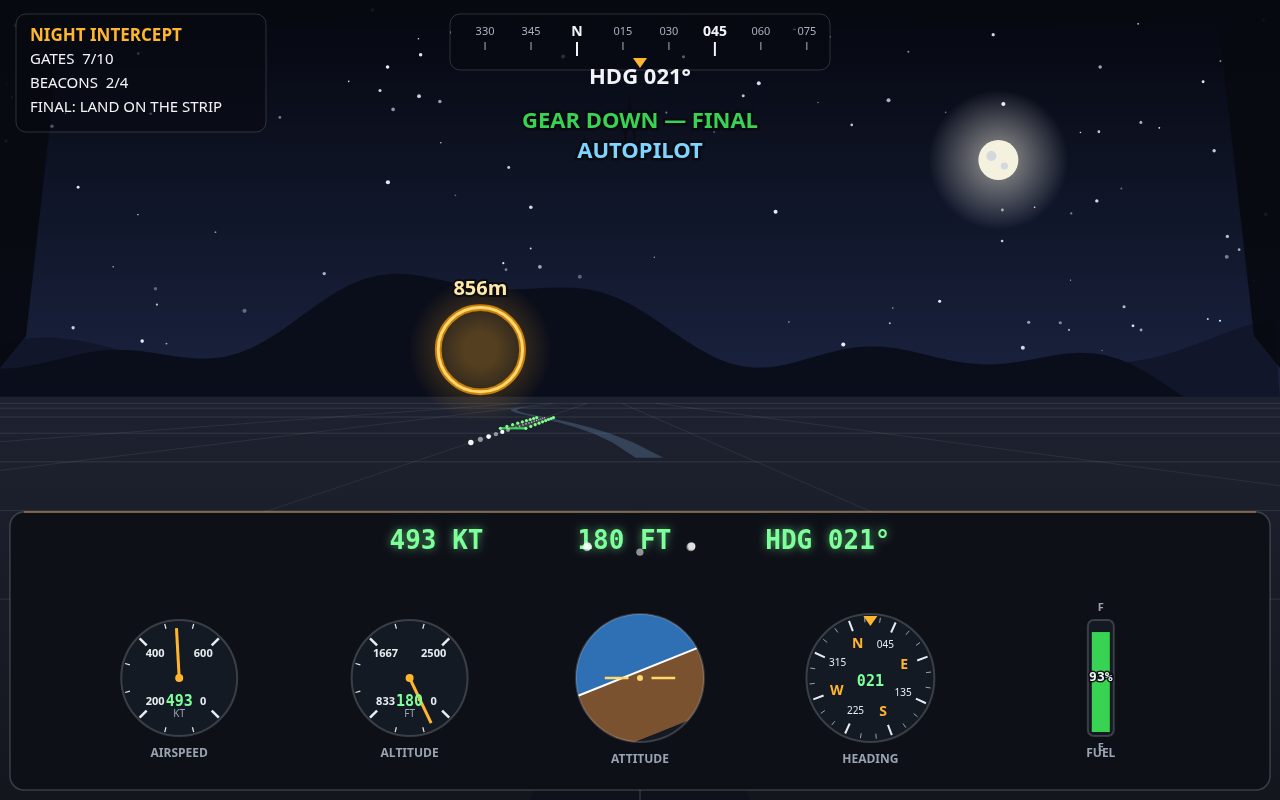 NIGHT INTERCEPT
GATES 7/10
BEACONS 2/4
FINAL: LAND ON THE STRIP
330 345 N 015 030 045 060 075
HDG 021°
GEAR DOWN — FINAL
AUTOPILOT
856m
493 KT 180 FT HDG 021°
400 600
200 493 0
KT
AIRSPEED
1667 2500
833 180 0
FT
ALTITUDE
ATTITUDE
N 045
315 E
021
W 135
225 S
HEADING
F
93%
E
FUEL